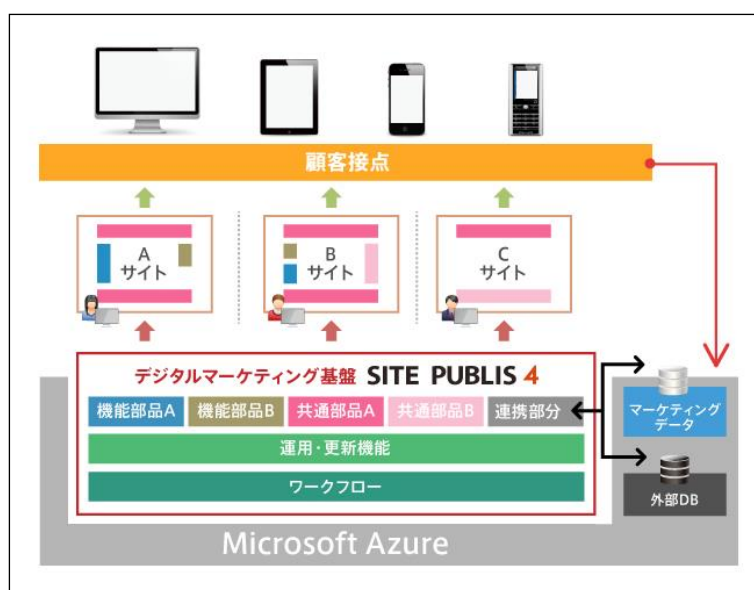 顧客接点
A
サイト
B
サイト
C
サイト
デジタルマーケティング基盤 SITE PUBLIS 4
機能部品A
機能部品B
共通部品A
共通部品B
連携部分
運用・更新機能
ワークフロー
マーケティング
データ
外部DB
Microsoft Azure